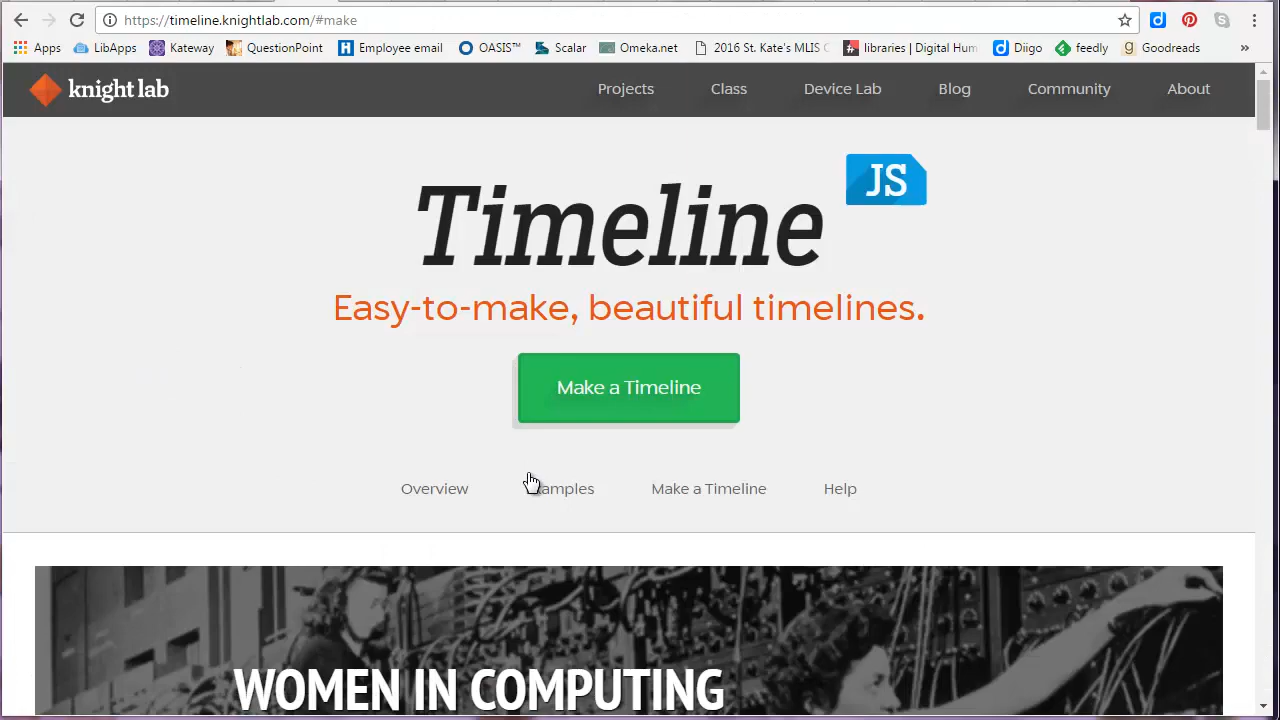 https://timeline.knightlab.com/#make
Apps LibApps Kateway QuestionPoint Employee email OASIS™ Scalar Omeka.net 2016 St. Kate's MLIS libraries | Digital Hum Diigo feedly Goodreads »
knight lab Projects Class Device Lab Blog Community About
Timeline JS
Easy-to-make, beautiful timelines.
Make a Timeline
Overview amples Make a Timeline Help
WOMEN IN COMPUTING